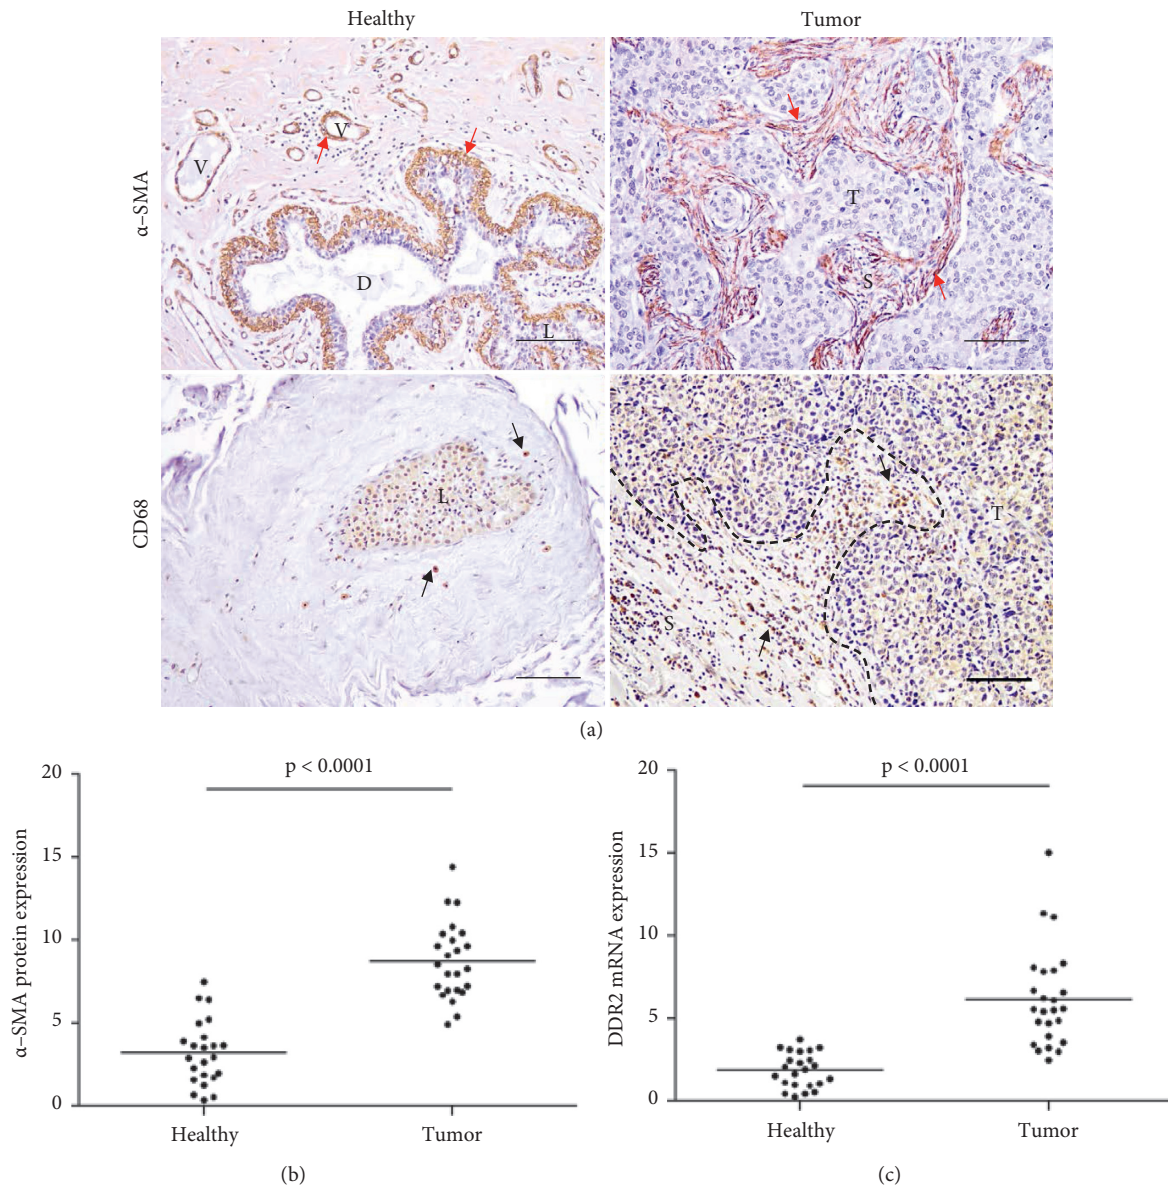 (a)
Healthy Tumor
α–SMA
V
V
D
L
T
S
CD68
L
T
S
(a)
p < 0.0001
α–SMA protein expression
20
15
10
5
0
Healthy Tumor
(b)
p < 0.0001
DDR2 mRNA expression
20
15
10
5
0
Healthy Tumor
(c)